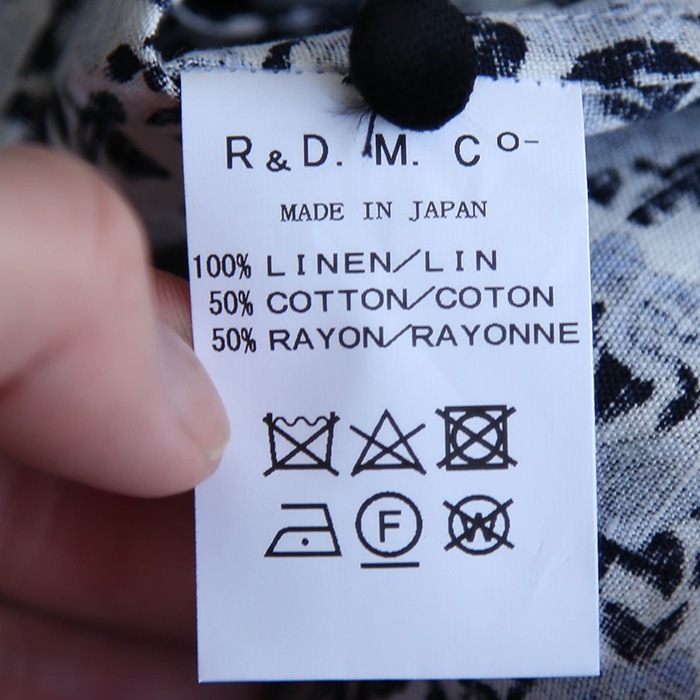 R & D. M. Co-
MADE IN JAPAN
100% LINEN/LIN
50% COTTON/COTON
50% RAYON/RAYONNE
F W